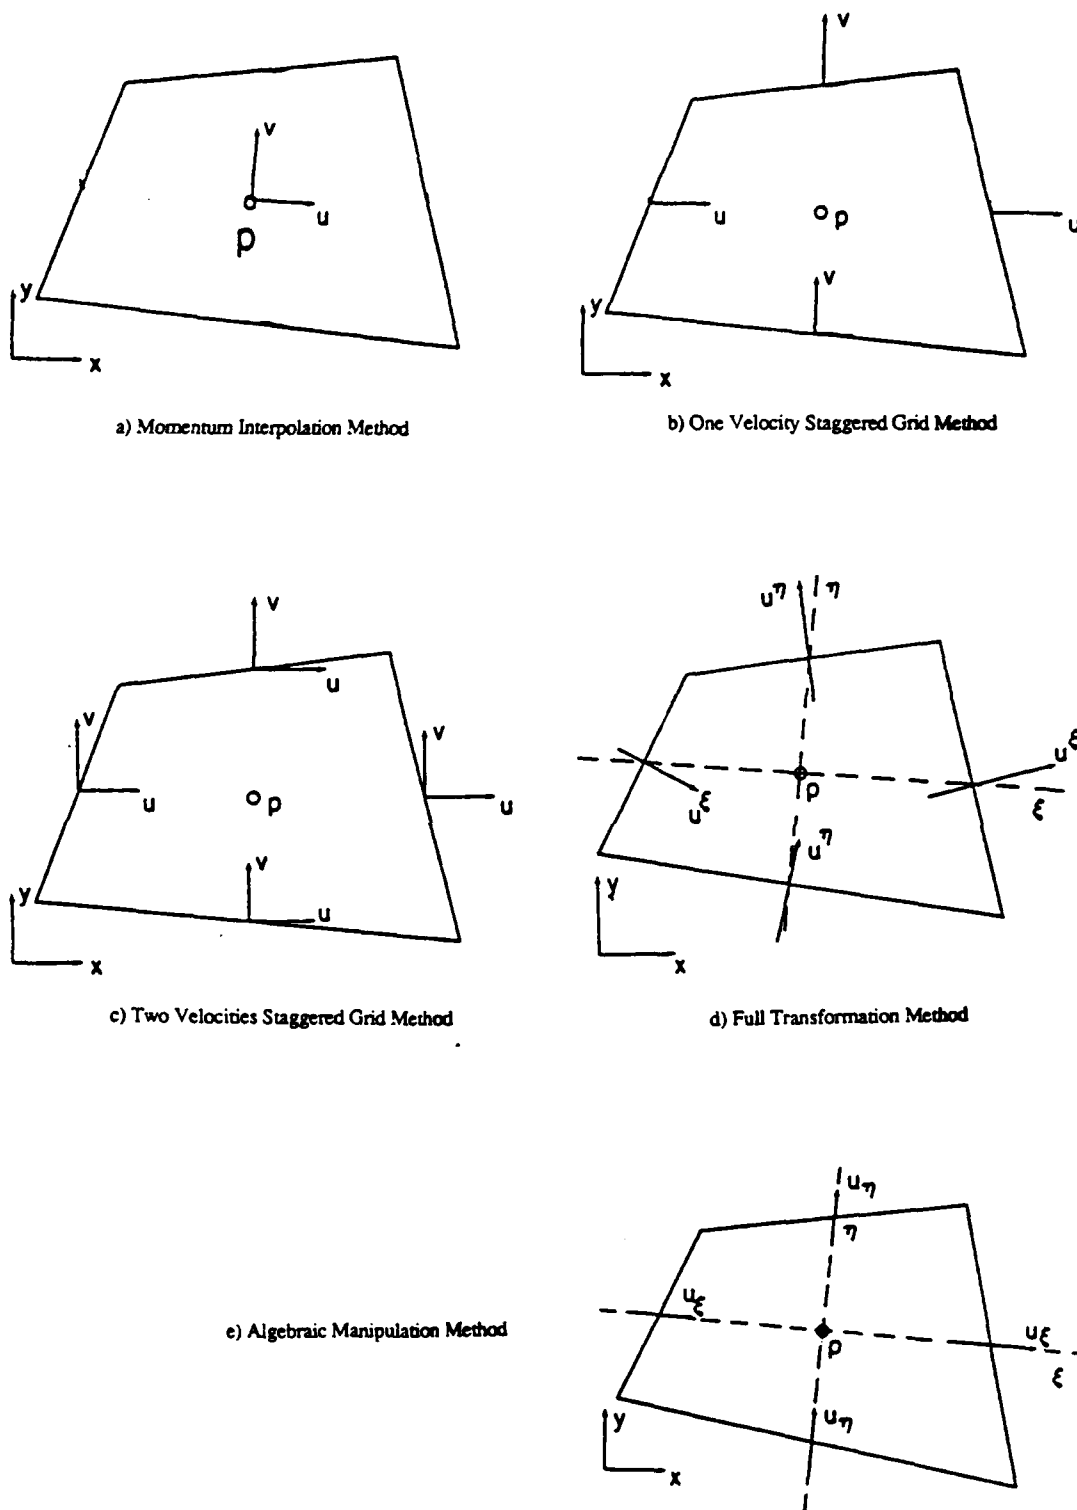 v
u
p
y
x
a) Momentum Interpolation Method
v
u
p
u
v
y
x
b) One Velocity Staggered Grid Method
v
u
v
v
u
p
u
v
u
y
x
c) Two Velocities Staggered Grid Method
u^η
η
u^ξ
p
u^ξ
ξ
u^η
y
x
d) Full Transformation Method
u_η
η
u_ξ
p
u_ξ
ξ
u_η
y
x
e) Algebraic Manipulation Method